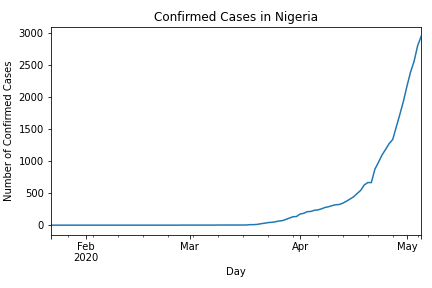 Confirmed Cases in Nigeria
3000
2500
2000
1500
1000
500
0
Number of Confirmed Cases
Feb
2020
Mar
Apr
May
Day